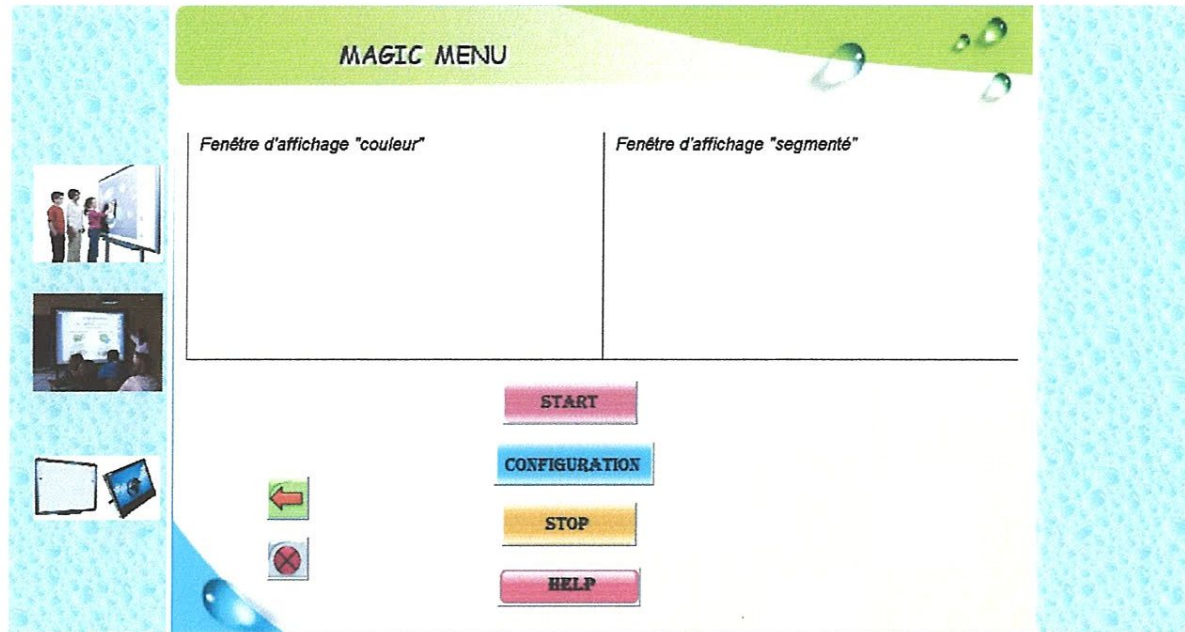 MAGIC MENU
Fenêtre d'affichage "couleur"
Fenêtre d'affichage "segmenté"
START
CONFIGURATION
STOP
HELP